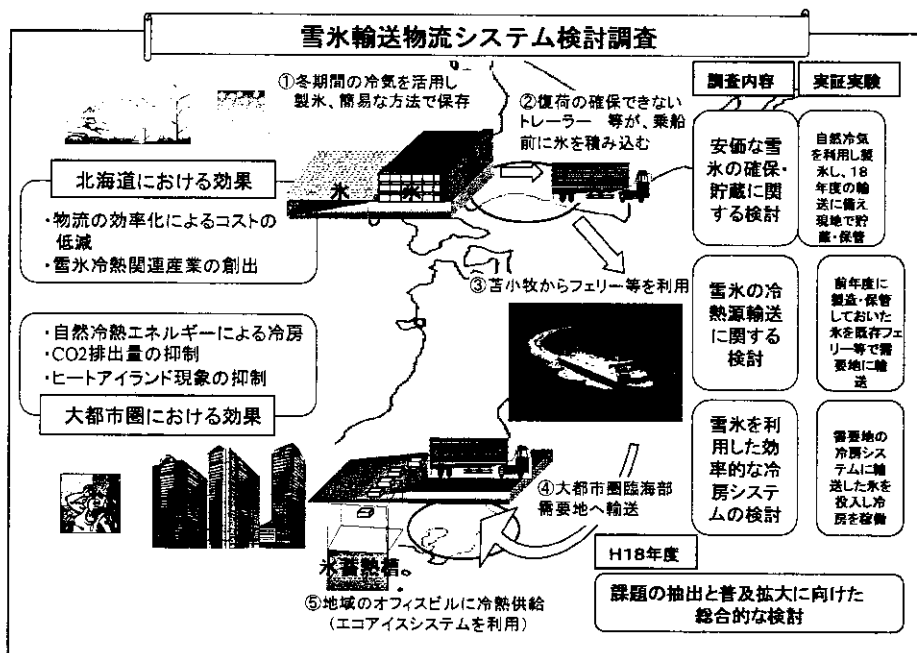 雪氷輸送物流システム検討調査
①冬期間の冷気を活用し
製氷、簡易な方法で保存
②復荷の確保できない
トレーラー 等が、乗船
前に氷を積み込む
氷
氷
北海道における効果
・物流の効率化によるコストの
低減
・雪氷冷熱関連産業の創出
③苫小牧からフェリー等を利用
・自然冷熱エネルギーによる冷房
・CO2排出量の抑制
・ヒートアイランド現象の抑制
大都市圏における効果
④大都市圏臨海部
需要地へ輸送
氷蓄熱槽。
⑤地域のオフィスビルに冷熱供給
(エコアイスシステムを利用)
調査内容
実証実験
安価な雪
氷の確保・
貯蔵に関
する検討
自然冷気
を利用し製
氷し、18
年度の輸
送に備え
現地で貯
蔵・保管
雪氷の冷
熱源輸送
に関する
検討
前年度に
製造・保管
しておいた
氷を既存フェ
リー等で需
要地に輸
送
雪氷を利
用した効
率的な冷
房システ
ムの検討
需要地の
冷房シス
テムに輸
送した氷を
投入し冷
房を稼働
H18年度
課題の抽出と普及拡大に向けた
総合的な検討